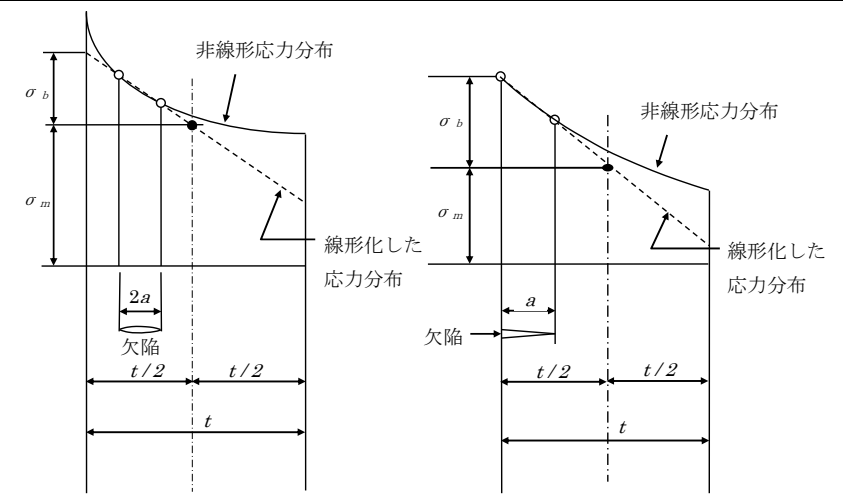 非線形応力分布
σb
σm
線形化した
応力分布
2a
欠陥
t/2
t/2
t
非線形応力分布
σb
σm
線形化した
応力分布
a
欠陥
t/2
t/2
t